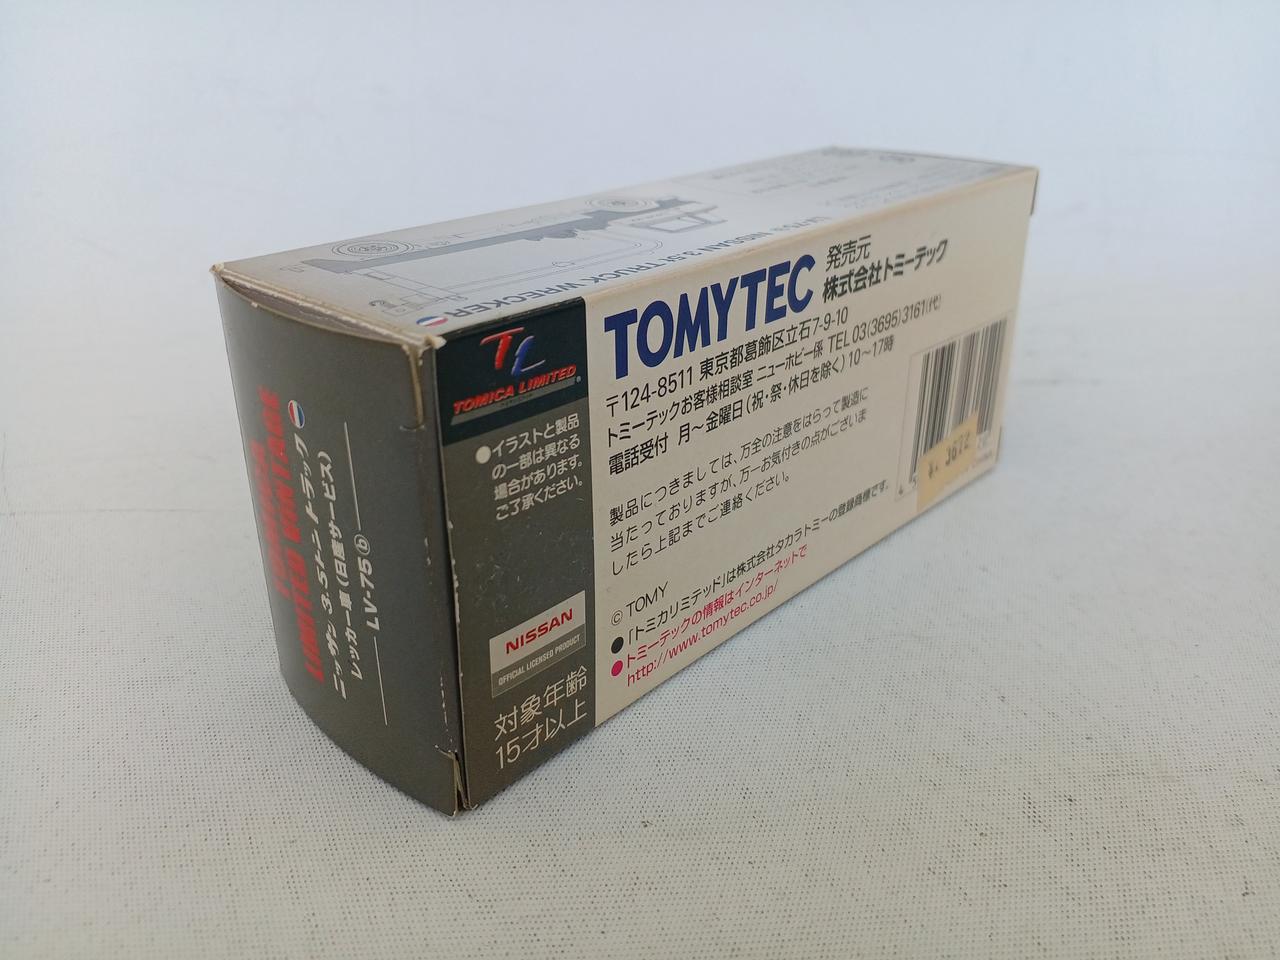 TOMICA
LIMITED VINTAGE
ニッサン 3.5トントラック
レッカー車(日産サービス)
LV-75ⓑ
NISSAN 3.5t TRUCK WRECKER
TL
TOMICA LIMITED
●イラストと製品
の一部は異なる
場合があります。
ご了承ください。
NISSAN
OFFICIAL LICENSED PRODUCT
対象年齢
15才以上
TOMYTEC
発売元
株式会社トミーテック
〒124-8511 東京都葛飾区立石7-9-10
トミーテックお客様相談室 ニューホビー係 TEL 03(3695)3161(代)
電話受付 月〜金曜日(祝・祭・休日を除く)10〜17時
製品につきましては、万全の注意をはらって製造に
当たっておりますが、万一お気付きの点がございま
したら上記までご連絡ください。
© TOMY
●「トミカリミテッド」は株式会社タカラトミーの登録商標です。
●トミーテックの情報はインターネットで
http://www.tomytec.co.jp/